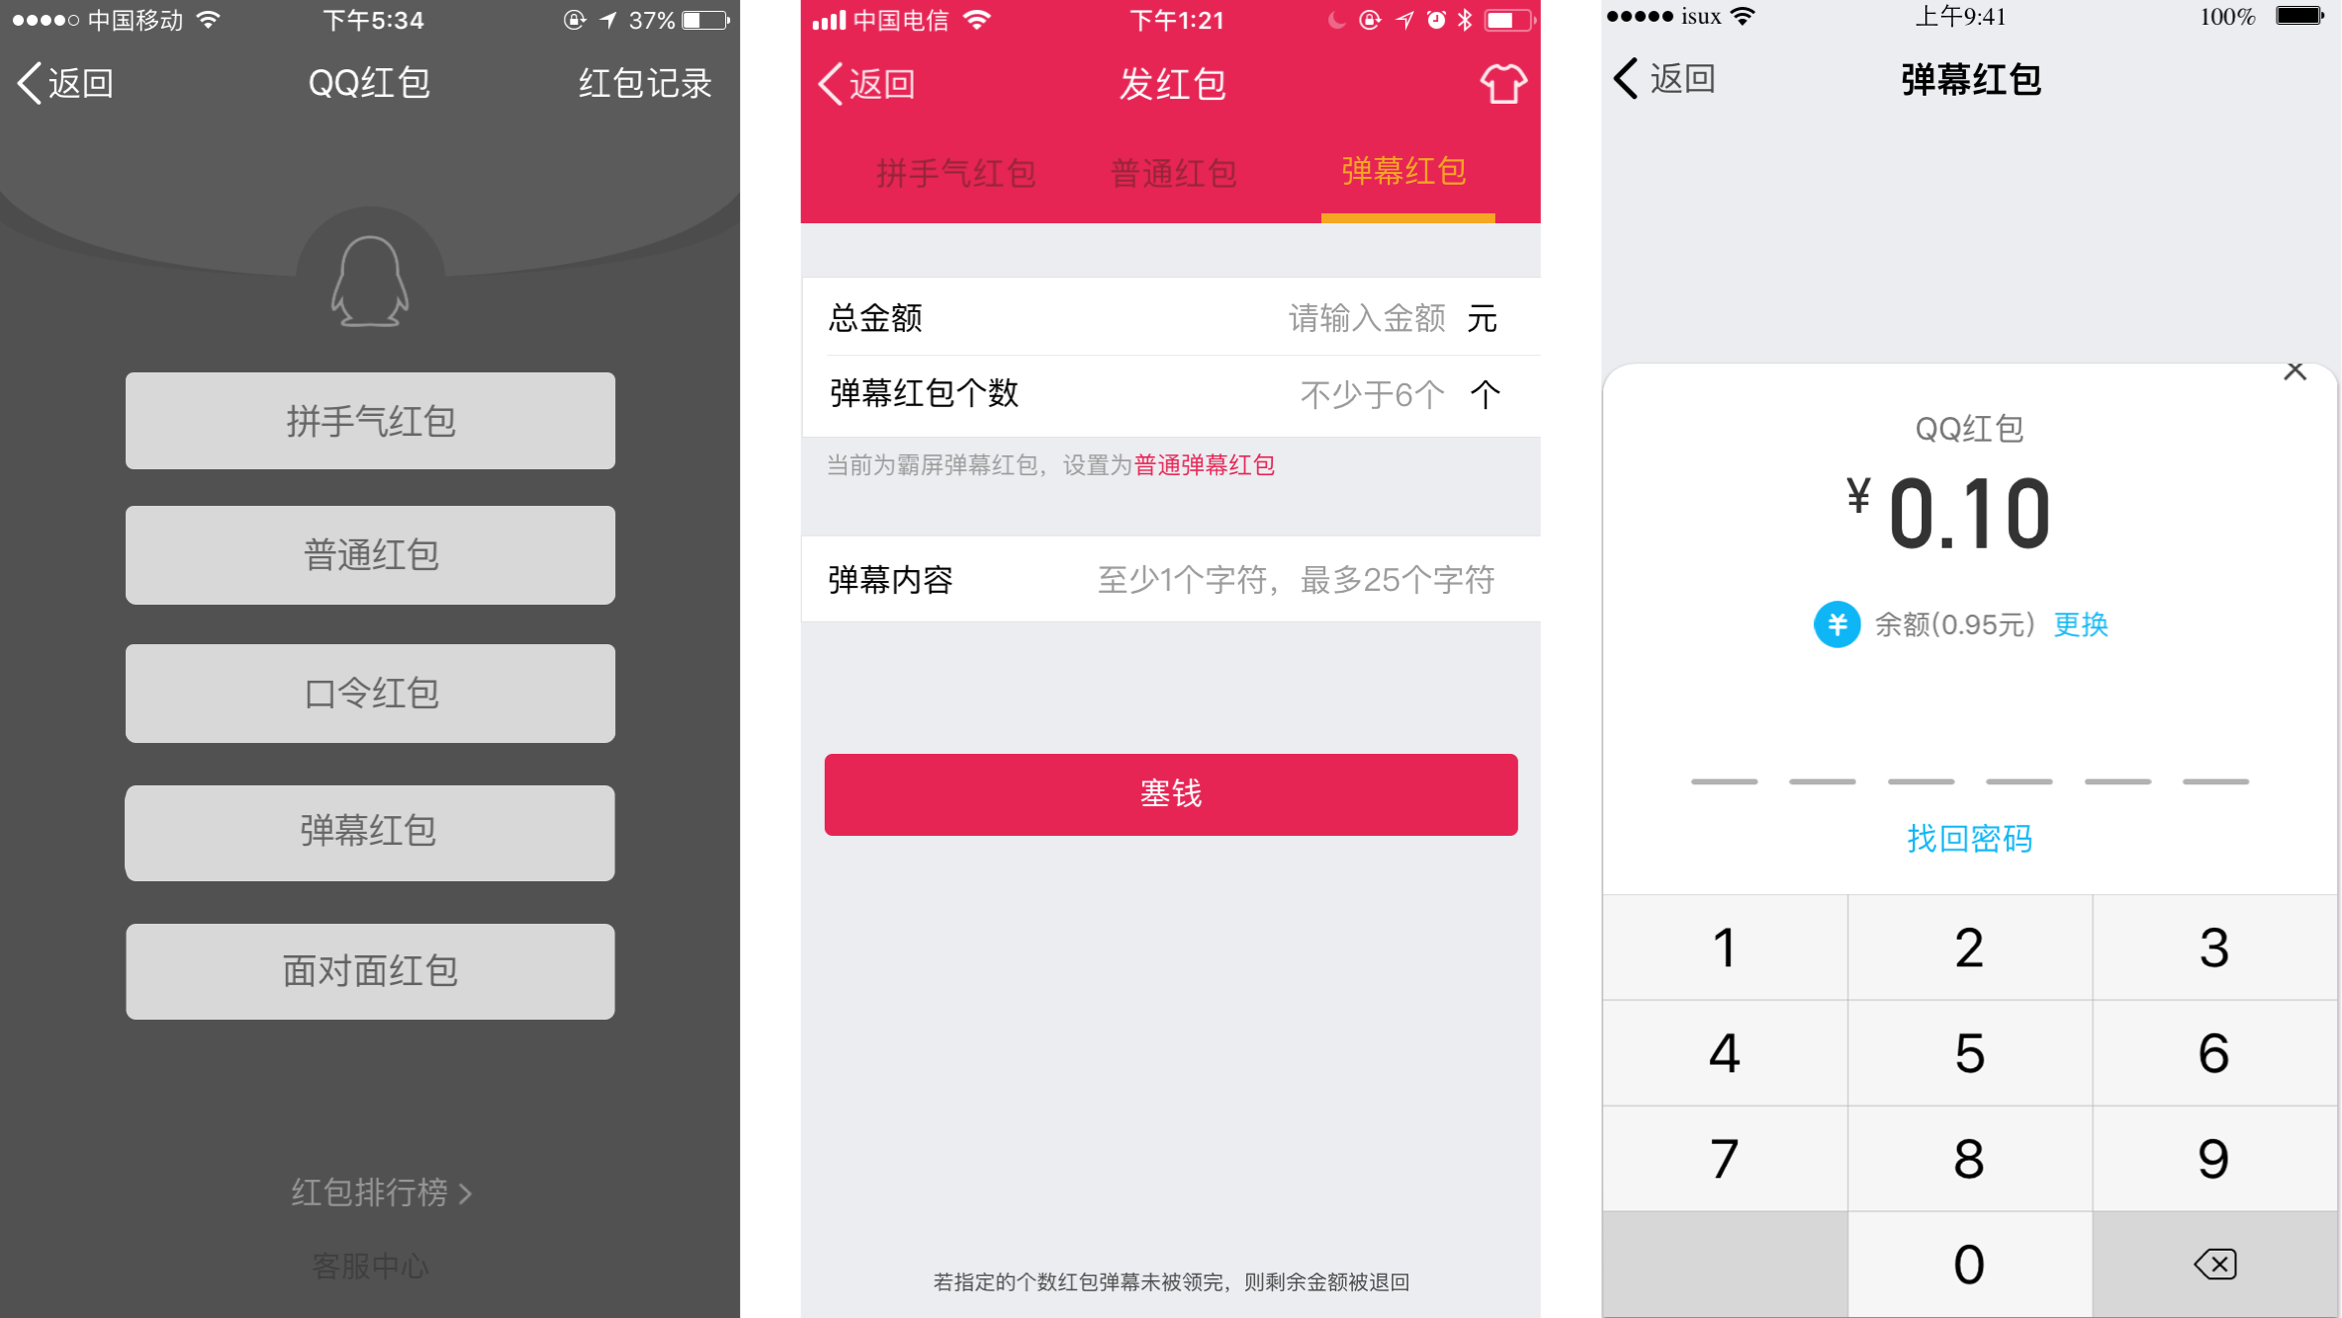 中国移动 下午5:34 37%
返回 QQ红包 红包记录
拼手气红包
普通红包
口令红包
弹幕红包
面对面红包
红包排行榜
客服中心
中国电信 下午1:21
返回 发红包
拼手气红包 普通红包 弹幕红包
总金额 请输入金额 元
弹幕红包个数 不少于6个 个
当前为霸屏弹幕红包，设置为普通弹幕红包
弹幕内容 至少1个字符，最多25个字符
塞钱
若指定的个数红包弹幕未被领完，则剩余金额被退回
isux 上午9:41 100%
返回 弹幕红包
QQ红包
¥ 0.10
¥ 余额(0.95元) 更换
找回密码
1 2 3
4 5 6
7 8 9
0